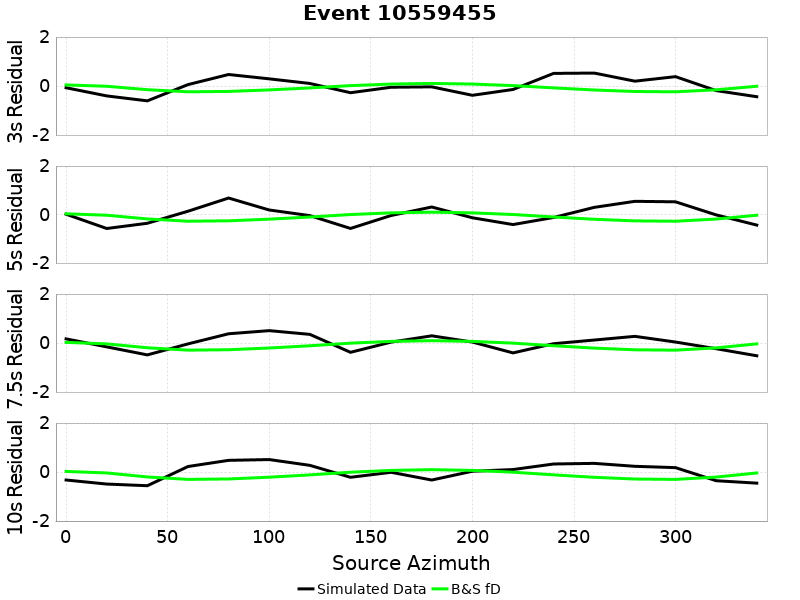 Event 10559455
3s Residual
2
0
-2
5s Residual
2
0
-2
7.5s Residual
2
0
-2
10s Residual
2
0
-2
0 50 100 150 200 250 300
Source Azimuth
Simulated Data B&S fD